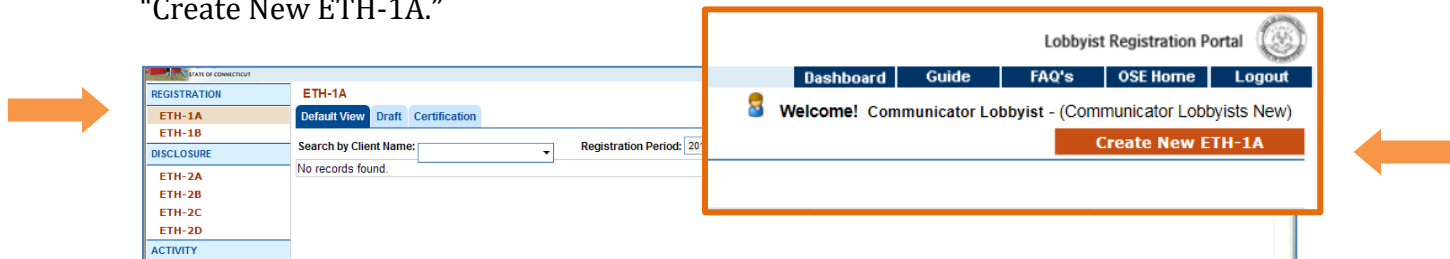 "Create New ETH-1A."
STATE OF CONNECTICUT
REGISTRATION
ETH-1A
ETH-1B
DISCLOSURE
ETH-2A
ETH-2B
ETH-2C
ETH-2D
ACTIVITY
ETH-1A
Default View Draft Certification
Search by Client Name: Registration Period: 201
No records found.
Lobbyist Registration Portal
Dashboard Guide FAQ's OSE Home Logout
Welcome! Communicator Lobbyist - (Communicator Lobbyists New)
Create New ETH-1A